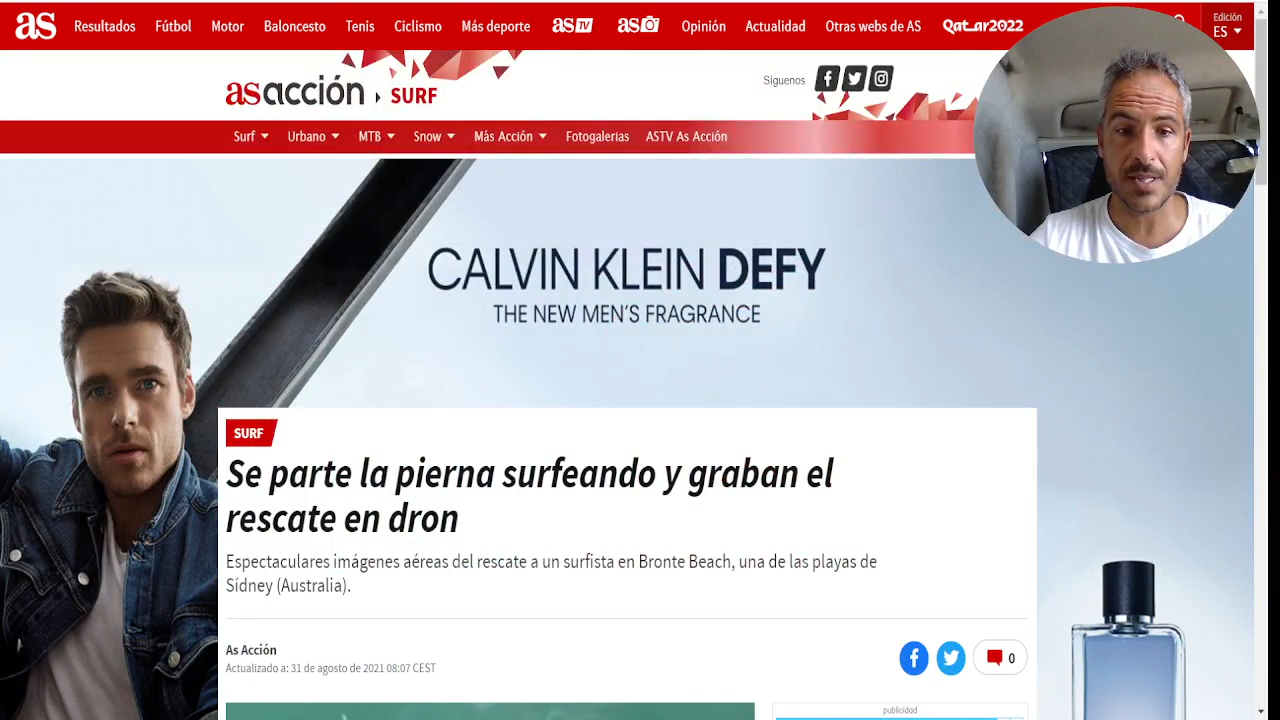 as Resultados Fútbol Motor Baloncesto Tenis Ciclismo Más deporte as TV as Opinión Actualidad Otras webs de AS Qatar2022 Edición
ES
as acción SURF Síguenos
Surf Urbano MTB Snow Más Acción Fotogalerias ASTV As Acción
CALVIN KLEIN DEFY
THE NEW MEN'S FRAGRANCE
SURF
Se parte la pierna surfeando y graban el
rescate en dron
Espectaculares imágenes aéreas del rescate a un surfista en Bronte Beach, una de las playas de
Sídney (Australia).
As Acción
Actualizado a: 31 de agosto de 2021 08:07 CEST
0
publicidad